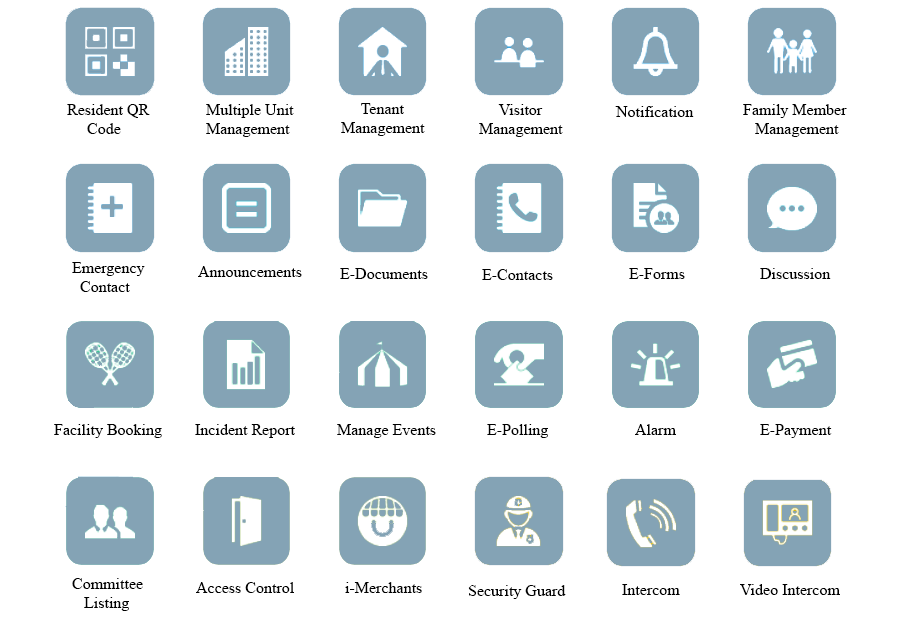 Resident QR
Code
Multiple Unit
Management
Tenant
Management
Visitor
Management
Notification
Family Member
Management
Emergency
Contact
Announcements
E-Documents
E-Contacts
E-Forms
Discussion
Facility Booking
Incident Report
Manage Events
E-Polling
Alarm
E-Payment
Committee
Listing
Access Control
i-Merchants
Security Guard
Intercom
Video Intercom